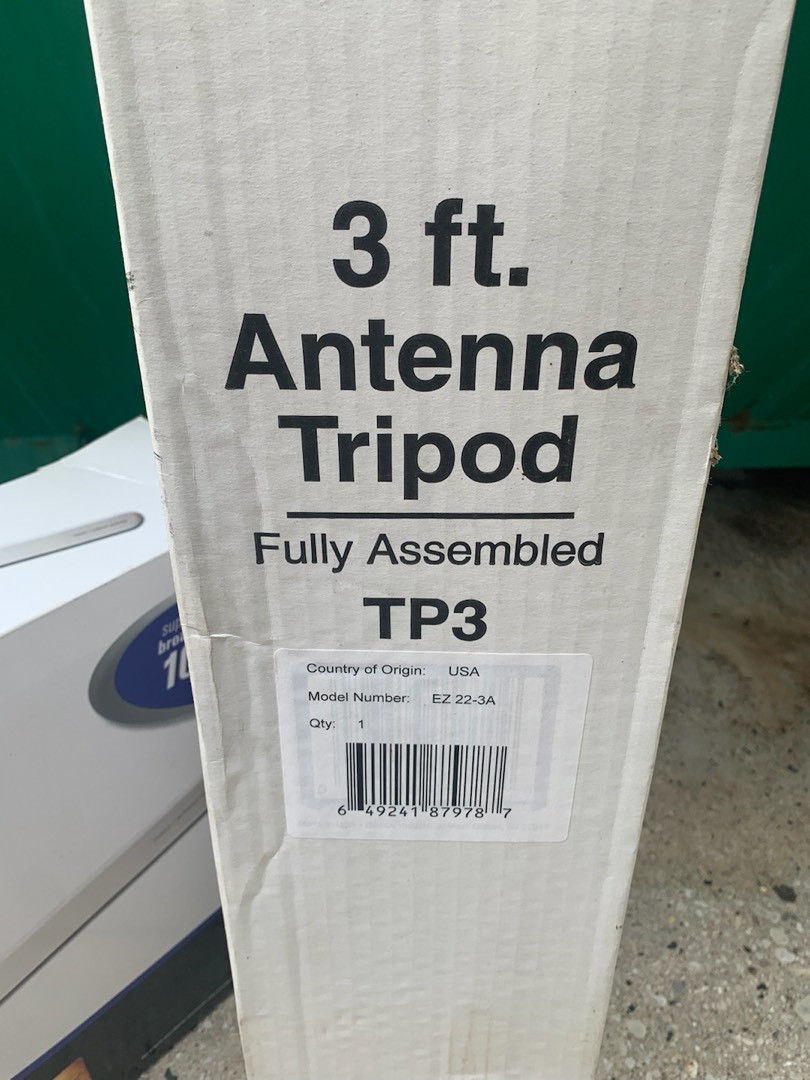 3 ft.
Antenna
Tripod
Fully Assembled
TP3
Country of Origin: USA
Model Number: EZ 22-3A
Qty: 1
6 49241 87978 7